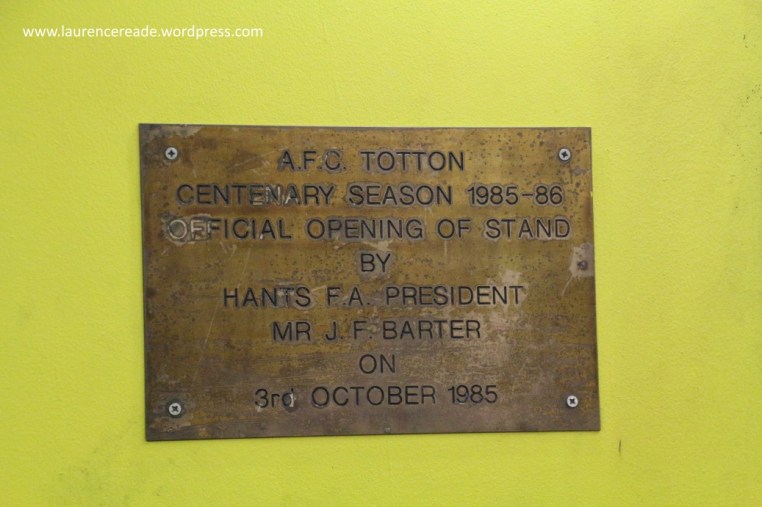 www.laurencereade.wordpress.com
A.F.C. TOTTON
CENTENARY SEASON 1985-86
OFFICIAL OPENING OF STAND
BY
HANTS F.A. PRESIDENT
MR J. F. BARTER
ON
3rd OCTOBER 1985